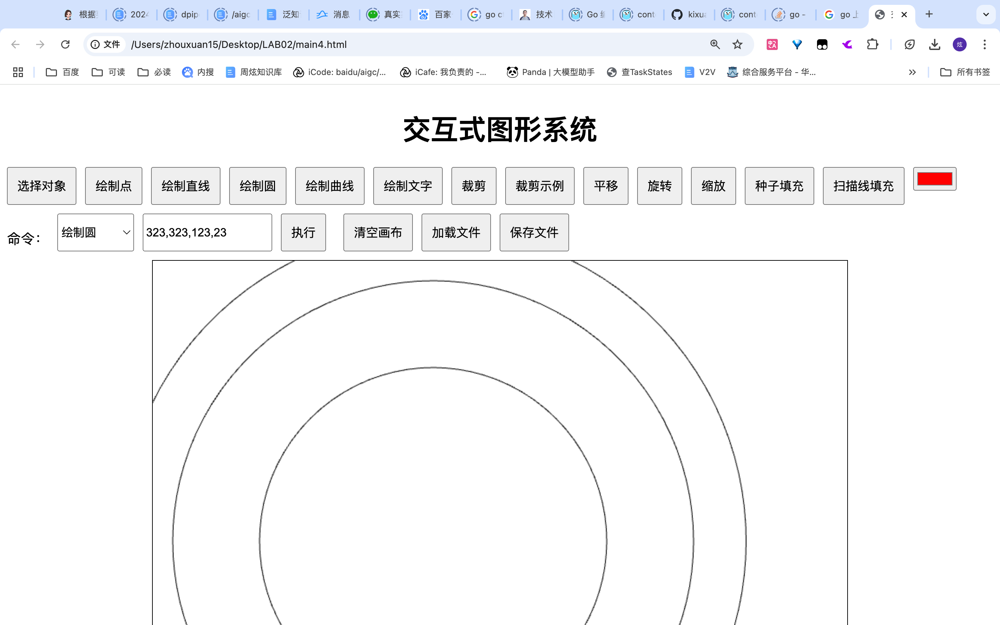 根据 2024 dpip /aigc 泛知 消息 真实 百家 go c 技术 Go 编 cont kixua cont go - go 上
文件 /Users/zhouxuan15/Desktop/LAB02/main4.html 炫
百度 可读 必读 内搜 周炫知识库 iCode: baidu/aigc/... iCafe: 我负责的 -... Panda | 大模型助手 查TaskStates V2V 综合服务平台 - 华... 所有书签
交互式图形系统
选择对象 绘制点 绘制直线 绘制圆 绘制曲线 绘制文字 裁剪 裁剪示例 平移 旋转 缩放 种子填充 扫描线填充
命令： 绘制圆 323,323,123,23 执行 清空画布 加载文件 保存文件